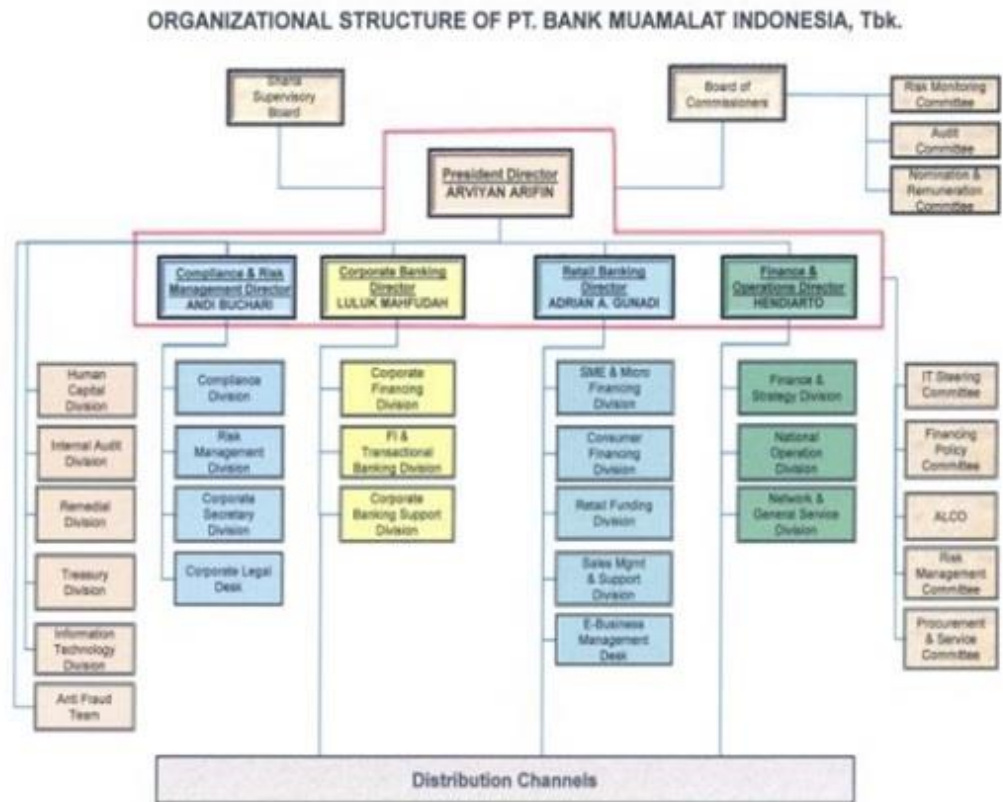 ORGANIZATIONAL STRUCTURE OF PT. BANK MUAMALAT INDONESIA, Tbk.
Sharia
Supervisory
Board
Board of
Commissioners
Risk Monitoring
Committee
Audit
Committee
Nomination &
Remuneration
Committee
President Director
ARVIYAN ARIFIN
Compliance & Risk
Management Director
ANDI BUCHARI
Corporate Banking
Director
LULUK MAHFUDAH
Retail Banking
Director
ADRIAN A. GUNADI
Finance &
Operations Director
HENDIARTO
Human
Capital
Division
Internal Audit
Division
Remedial
Division
Treasury
Division
Information
Technology
Division
Anti Fraud
Team
Compliance
Division
Risk
Management
Division
Corporate
Secretary
Division
Corporate Legal
Desk
Corporate
Financing
Division
FI &
Transactional
Banking Division
Corporate
Banking Support
Division
SME & Micro
Financing
Division
Consumer
Financing
Division
Retail Funding
Division
Sales Mgmt
& Support
Division
E-Business
Management
Desk
Finance &
Strategy Division
National
Operation
Division
Network &
General Service
Division
IT Steering
Committee
Financing
Policy
Committee
ALCO
Risk
Management
Committee
Procurement
& Service
Committee
Distribution Channels